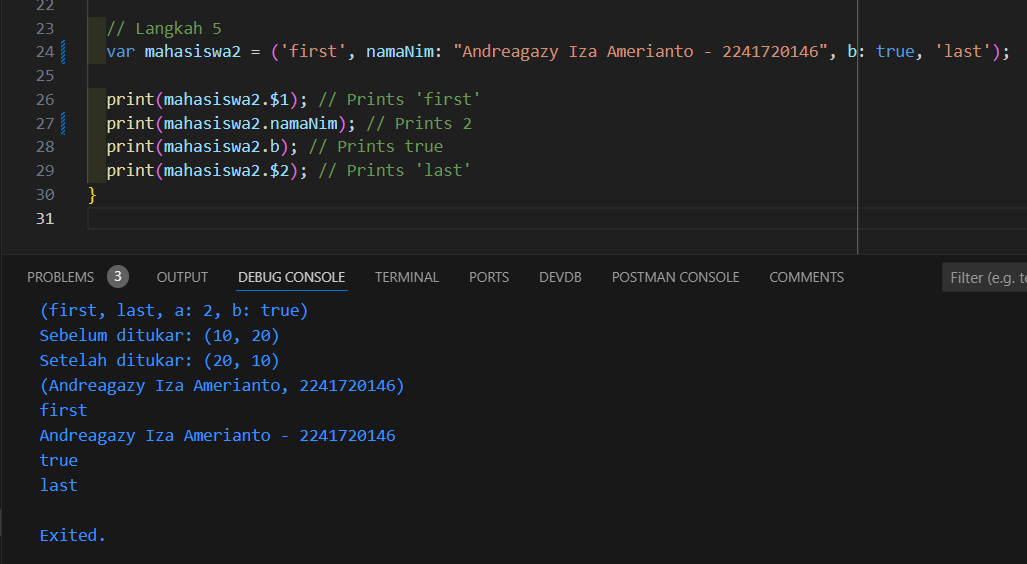 22
23 // Langkah 5
24 var mahasiswa2 = ('first', namaNim: "Andreagazy Iza Amerianto - 2241720146", b: true, 'last');
25
26 print(mahasiswa2.$1); // Prints 'first'
27 print(mahasiswa2.namaNim); // Prints 2
28 print(mahasiswa2.b); // Prints true
29 print(mahasiswa2.$2); // Prints 'last'
30 }
31
PROBLEMS 3 OUTPUT DEBUG CONSOLE TERMINAL PORTS DEVDB POSTMAN CONSOLE COMMENTS Filter (e.g. te
(first, last, a: 2, b: true)
Sebelum ditukar: (10, 20)
Setelah ditukar: (20, 10)
(Andreagazy Iza Amerianto, 2241720146)
first
Andreagazy Iza Amerianto - 2241720146
true
last
Exited.